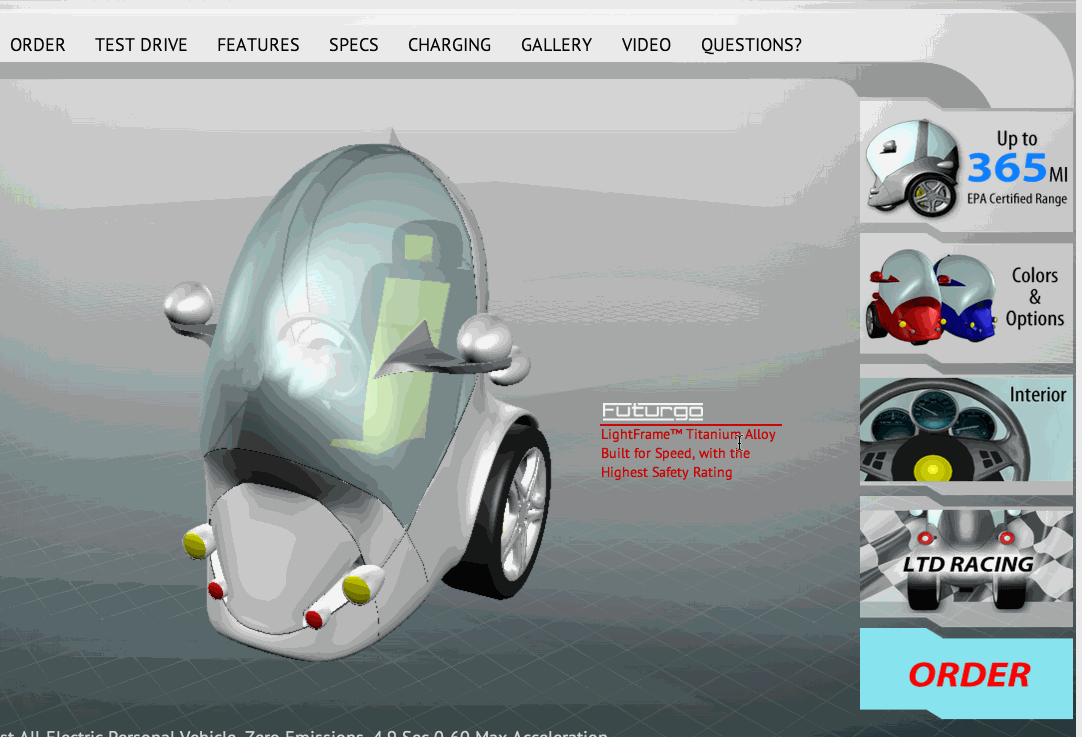 ORDER TEST DRIVE FEATURES SPECS CHARGING GALLERY VIDEO QUESTIONS?
Up to
365 MI
EPA Certified Range
Colors
&
Options
Futurgo
LightFrame™ Titanium Alloy
Built for Speed, with the
Highest Safety Rating
Interior
LTD RACING
ORDER
All Electric Personal Vehicle. Zero Emissions. 4.9 Sec 0-60 Max Acceleration